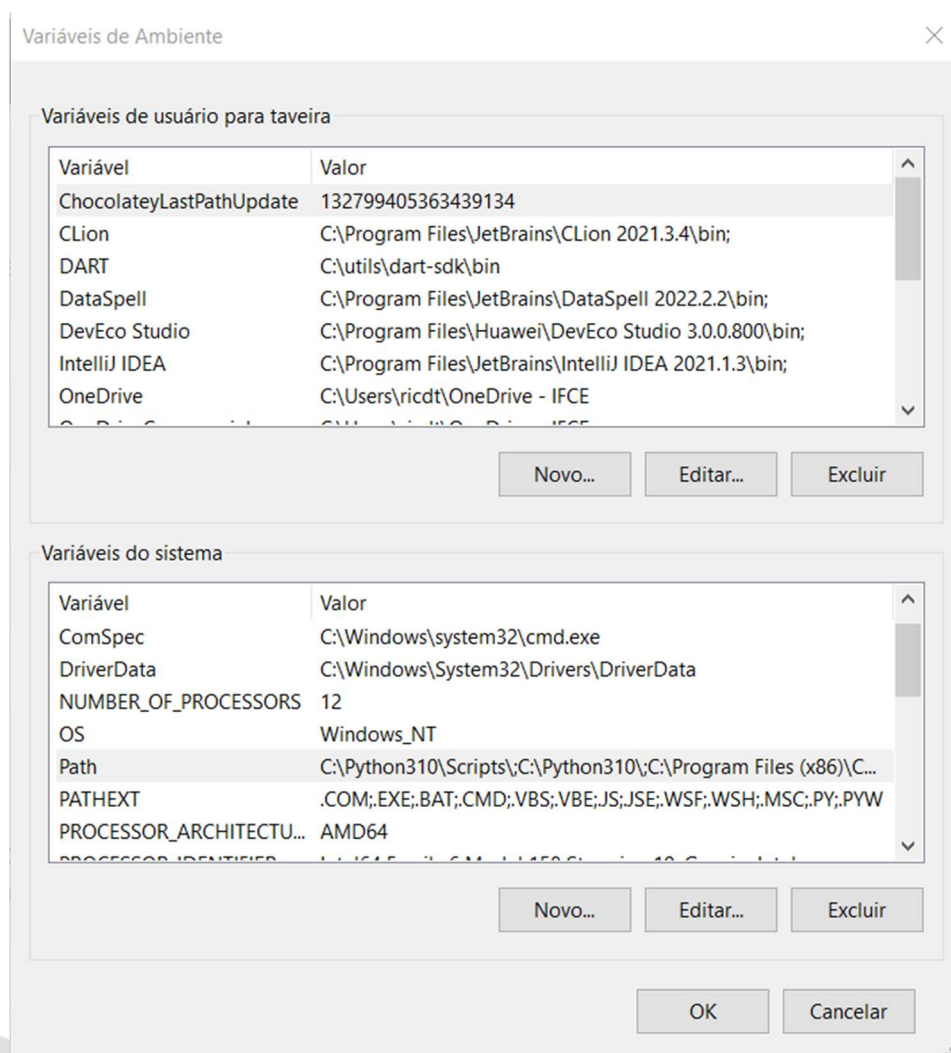 Variáveis de Ambiente
Variáveis de usuário para taveira
Variável Valor
ChocolateyLastPathUpdate 132799405363439134
CLion C:\Program Files\JetBrains\CLion 2021.3.4\bin;
DART C:\utils\dart-sdk\bin
DataSpell C:\Program Files\JetBrains\DataSpell 2022.2.2\bin;
DevEco Studio C:\Program Files\Huawei\DevEco Studio 3.0.0.800\bin;
IntelliJ IDEA C:\Program Files\JetBrains\IntelliJ IDEA 2021.1.3\bin;
OneDrive C:\Users\ricdt\OneDrive - IFCE
Novo... Editar... Excluir
Variáveis do sistema
Variável Valor
ComSpec C:\Windows\system32\cmd.exe
DriverData C:\Windows\System32\Drivers\DriverData
NUMBER_OF_PROCESSORS 12
OS Windows_NT
Path C:\Python310\Scripts\;C:\Python310\;C:\Program Files (x86)\C...
PATHEXT .COM;.EXE;.BAT;.CMD;.VBS;.VBE;.JS;.JSE;.WSF;.WSH;.MSC;.PY;.PYW
PROCESSOR_ARCHITECTU... AMD64
Novo... Editar... Excluir
OK Cancelar